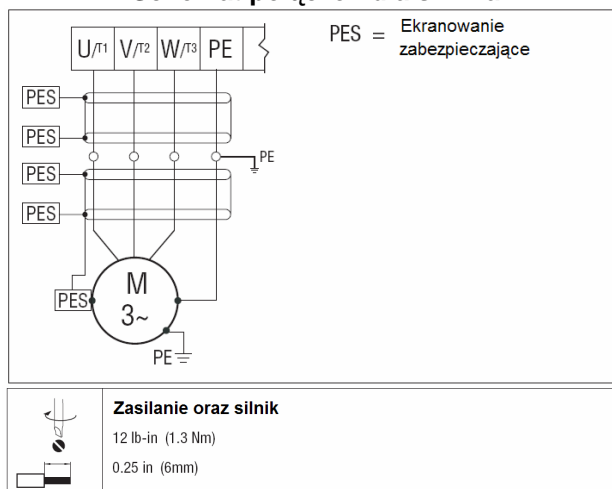 U/T1 V/T2 W/T3 PE
PES = Ekranowanie
zabezpieczające
PES
PES
PE
PES
PES
PES
M
3~
PE
Zasilanie oraz silnik
12 lb-in (1.3 Nm)
0.25 in (6mm)